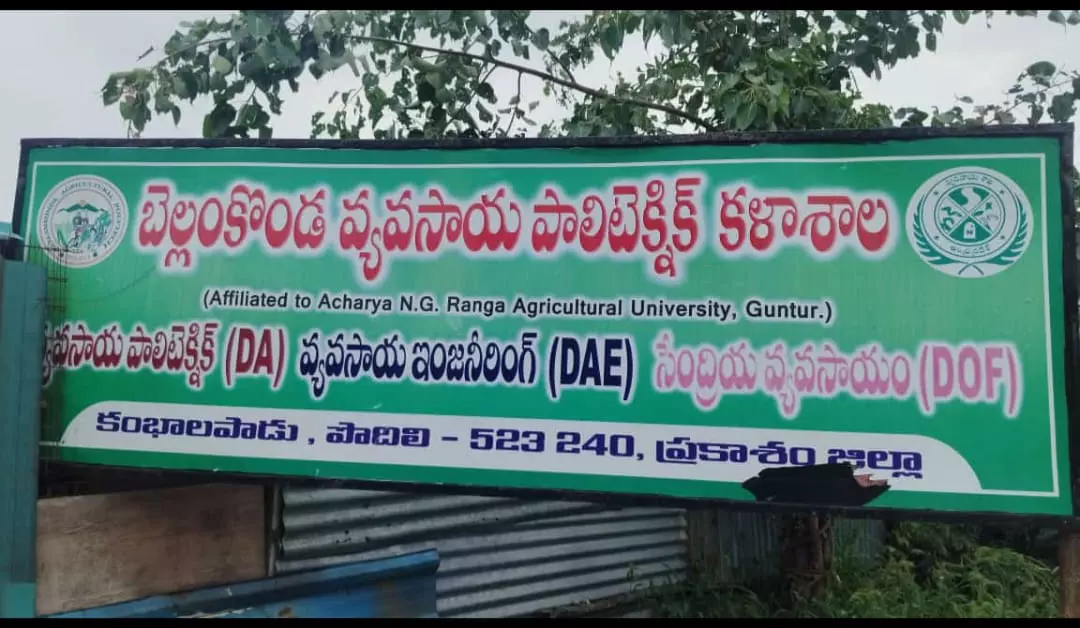 బెల్లంకొండ వ్యవసాయ పాలిటెక్నిక్ కళాశాల
(Affiliated to Acharya N.G. Ranga Agricultural University, Guntur.)
వ్యవసాయ పాలిటెక్నిక్ (DA) వ్యవసాయ ఇంజనీరింగ్ (DAE) సేంద్రియ వ్యవసాయం (DOF)
కంభాలపాడు , పొదిలి - 523 240, ప్రకాశం జిల్లా